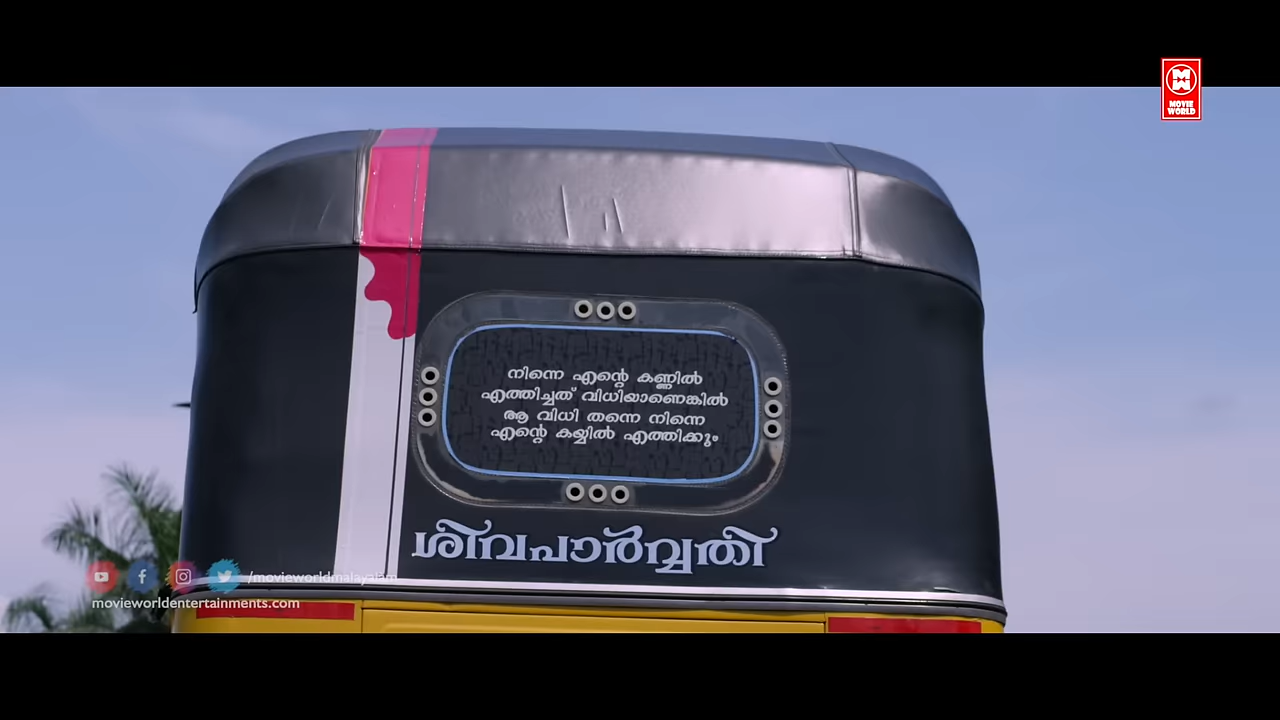 MOVIE
WORLD
നിന്നെ എന്റെ കണ്ണിൽ
എത്തിച്ചത് വിധിയാണെങ്കിൽ
ആ വിധി തന്നെ നിന്നെ
എന്റെ കയ്യിൽ എത്തിക്കും
ശിവപാർവ്വതി
/movieworldmalayalam
movieworldentertainments.com